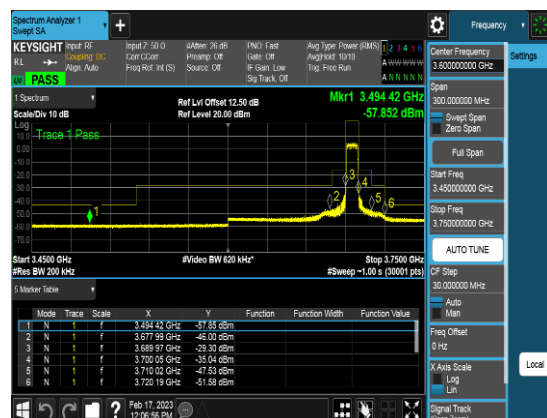 Spectrum Analyzer 1
Swept SA
Frequency
KEYSIGHT
RL
Input: RF
Coupling: DC
Align: Auto
Input Z: 50 Ω
Corr CCorr
Freq Ref: Int (S)
#Atten: 26 dB
Preamp: Off
Source: Off
PNO: Fast
Gate: Off
IF Gain: Low
Sig Track: Off
Avg Type: Power (RMS)
Avg|Hold: 10/10
Trig: Free Run
1 2 3 4 5 6
A W W W W W
A N N N N N
PASS
1 Spectrum
Scale/Div 10 dB
Ref Lvl Offset 12.50 dB
Ref Level 20.00 dBm
Mkr1 3.494 42 GHz
-57.852 dBm
Log
Trace 1 Pass
10.0
0.00
-10.0
-20.0
-30.0
-40.0
-50.0
-60.0
-70.0
1
2
3
4
5
6
Start 3.4500 GHz
#Res BW 200 kHz
#Video BW 620 kHz*
Stop 3.7500 GHz
#Sweep ~1.00 s (30001 pts)
5 Marker Table
Mode Trace Scale X Y Function Function Width Function Value
1 N 1 f 3.494 42 GHz -57.85 dBm
2 N 1 f 3.677 99 GHz -46.00 dBm
3 N 1 f 3.689 97 GHz -29.30 dBm
4 N 1 f 3.700 05 GHz -35.04 dBm
5 N 1 f 3.710 02 GHz -47.53 dBm
6 N 1 f 3.720 19 GHz -51.58 dBm
Feb 17, 2023
12:06:56 PM
Center Frequency
3.600000000 GHz
Span
300.000000 MHz
Swept Span
Zero Span
Full Span
Start Freq
3.450000000 GHz
Stop Freq
3.750000000 GHz
AUTO TUNE
CF Step
30.000000 MHz
Auto
Man
Freq Offset
0 Hz
X Axis Scale
Log
Lin
Signal Track
Settings
Local